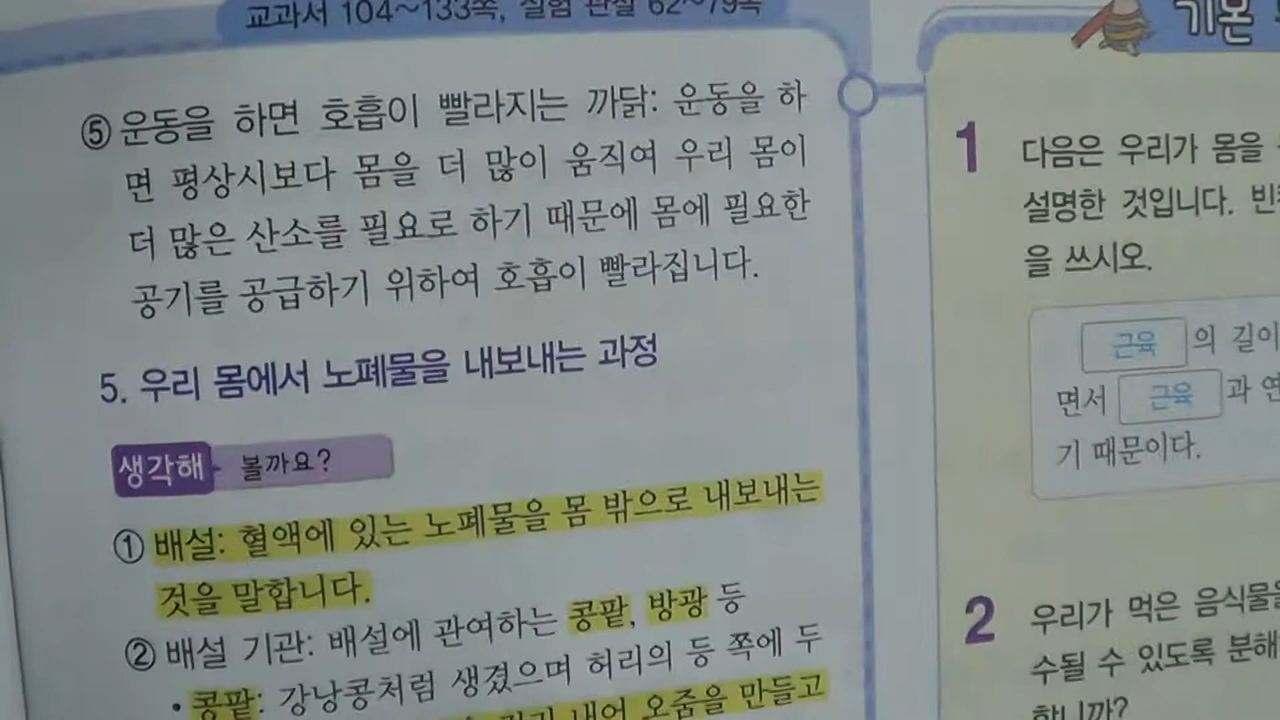 교과서 104~133쪽, 실험 관찰 62~79쪽
⑤ 운동을 하면 호흡이 빨라지는 까닭: 운동을 하
면 평상시보다 몸을 더 많이 움직여 우리 몸이
더 많은 산소를 필요로 하기 때문에 몸에 필요한
공기를 공급하기 위하여 호흡이 빨라집니다.
5. 우리 몸에서 노폐물을 내보내는 과정
생각해 볼까요?
① 배설: 혈액에 있는 노폐물을 몸 밖으로 내보내는
것을 말합니다.
② 배설 기관: 배설에 관여하는 콩팥, 방광 등
• 콩팥: 강낭콩처럼 생겼으며 허리의 등 쪽에 두
내어 오줌을 만들고
기본
1 다음은 우리가 몸을
설명한 것입니다.
을 쓰시오.
근육 의 길이
면서 근육 과 연
기 때문이다.
2 우리가 먹은 음식물을
수될 수 있도록 분해
합니까?